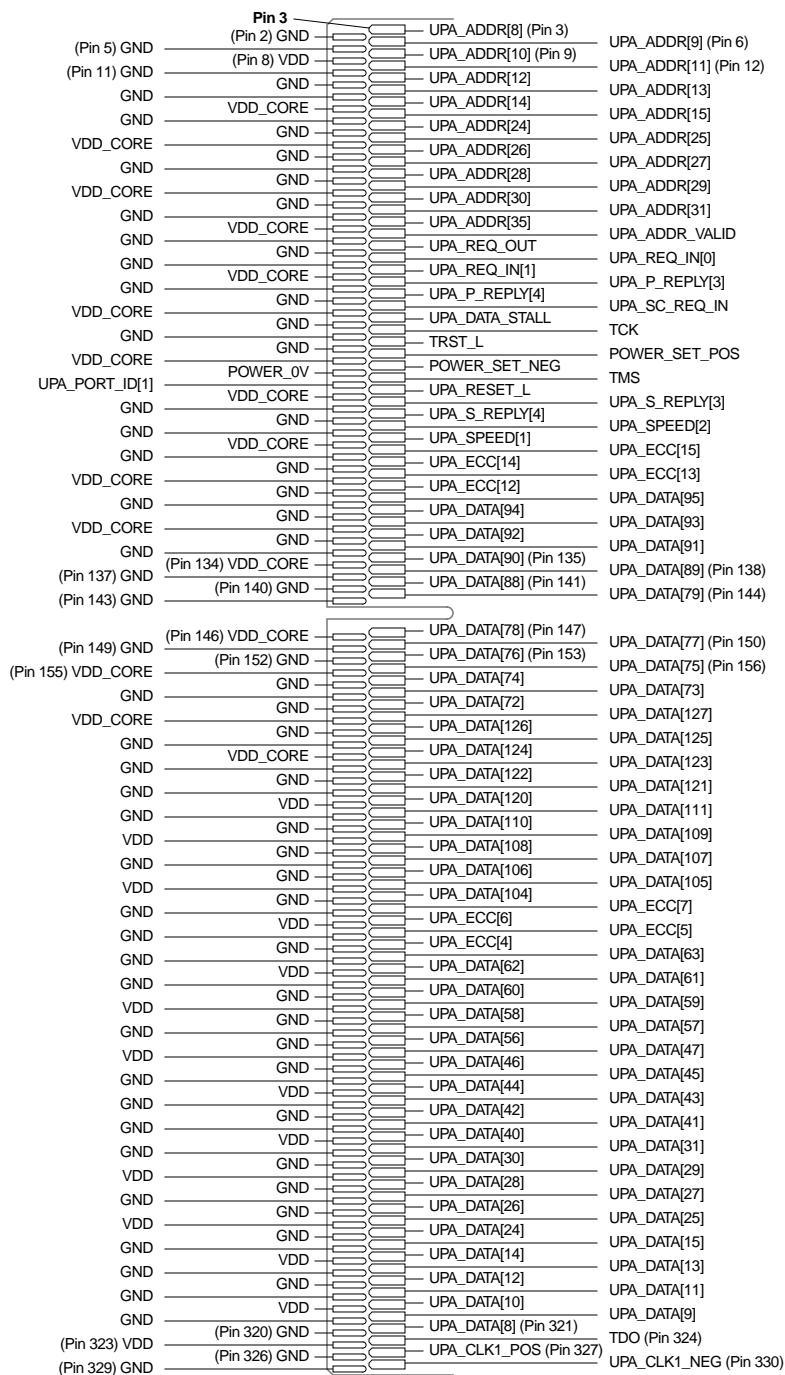 Pin 3
(Pin 2) GND UPA_ADDR[8] (Pin 3)
(Pin 5) GND UPA_ADDR[9] (Pin 6)
(Pin 8) VDD UPA_ADDR[10] (Pin 9)
(Pin 11) GND UPA_ADDR[11] (Pin 12)
GND UPA_ADDR[12]
GND UPA_ADDR[13]
VDD_CORE UPA_ADDR[14]
GND UPA_ADDR[15]
GND UPA_ADDR[24]
VDD_CORE UPA_ADDR[25]
GND UPA_ADDR[26]
GND UPA_ADDR[27]
GND UPA_ADDR[28]
VDD_CORE UPA_ADDR[29]
GND UPA_ADDR[30]
GND UPA_ADDR[31]
VDD_CORE UPA_ADDR[35]
GND UPA_ADDR_VALID
GND UPA_REQ_OUT
GND UPA_REQ_IN[0]
VDD_CORE UPA_REQ_IN[1]
GND UPA_P_REPLY[3]
GND UPA_P_REPLY[4]
VDD_CORE UPA_SC_REQ_IN
GND UPA_DATA_STALL
GND TCK
GND TRST_L
VDD_CORE POWER_SET_POS
POWER_0V POWER_SET_NEG
UPA_PORT_ID[1] TMS
VDD_CORE UPA_RESET_L
GND UPA_S_REPLY[3]
GND UPA_S_REPLY[4]
GND UPA_SPEED[2]
VDD_CORE UPA_SPEED[1]
GND UPA_ECC[15]
GND UPA_ECC[14]
VDD_CORE UPA_ECC[13]
GND UPA_ECC[12]
GND UPA_DATA[95]
GND UPA_DATA[94]
VDD_CORE UPA_DATA[93]
GND UPA_DATA[92]
GND UPA_DATA[91]
(Pin 134) VDD_CORE UPA_DATA[90] (Pin 135)
(Pin 137) GND UPA_DATA[89] (Pin 138)
(Pin 140) GND UPA_DATA[88] (Pin 141)
(Pin 143) GND UPA_DATA[79] (Pin 144)
(Pin 146) VDD_CORE UPA_DATA[78] (Pin 147)
(Pin 149) GND UPA_DATA[77] (Pin 150)
(Pin 152) GND UPA_DATA[76] (Pin 153)
(Pin 155) VDD_CORE UPA_DATA[75] (Pin 156)
GND UPA_DATA[74]
GND UPA_DATA[73]
GND UPA_DATA[72]
VDD_CORE UPA_DATA[127]
GND UPA_DATA[126]
GND UPA_DATA[125]
VDD_CORE UPA_DATA[124]
GND UPA_DATA[123]
GND UPA_DATA[122]
GND UPA_DATA[121]
VDD UPA_DATA[120]
GND UPA_DATA[111]
GND UPA_DATA[110]
VDD UPA_DATA[109]
GND UPA_DATA[108]
GND UPA_DATA[107]
GND UPA_DATA[106]
VDD UPA_DATA[105]
GND UPA_DATA[104]
GND UPA_ECC[7]
VDD UPA_ECC[6]
GND UPA_ECC[5]
GND UPA_ECC[4]
GND UPA_DATA[63]
VDD UPA_DATA[62]
GND UPA_DATA[61]
GND UPA_DATA[60]
VDD UPA_DATA[59]
GND UPA_DATA[58]
GND UPA_DATA[57]
GND UPA_DATA[56]
VDD UPA_DATA[47]
GND UPA_DATA[46]
GND UPA_DATA[45]
VDD UPA_DATA[44]
GND UPA_DATA[43]
GND UPA_DATA[42]
GND UPA_DATA[41]
VDD UPA_DATA[40]
GND UPA_DATA[31]
GND UPA_DATA[30]
VDD UPA_DATA[29]
GND UPA_DATA[28]
GND UPA_DATA[27]
GND UPA_DATA[26]
VDD UPA_DATA[25]
GND UPA_DATA[24]
GND UPA_DATA[15]
VDD UPA_DATA[14]
GND UPA_DATA[13]
GND UPA_DATA[12]
GND UPA_DATA[11]
VDD UPA_DATA[10]
GND UPA_DATA[9]
(Pin 320) GND UPA_DATA[8] (Pin 321)
(Pin 323) VDD TDO (Pin 324)
(Pin 326) GND UPA_CLK1_POS (Pin 327)
(Pin 329) GND UPA_CLK1_NEG (Pin 330)